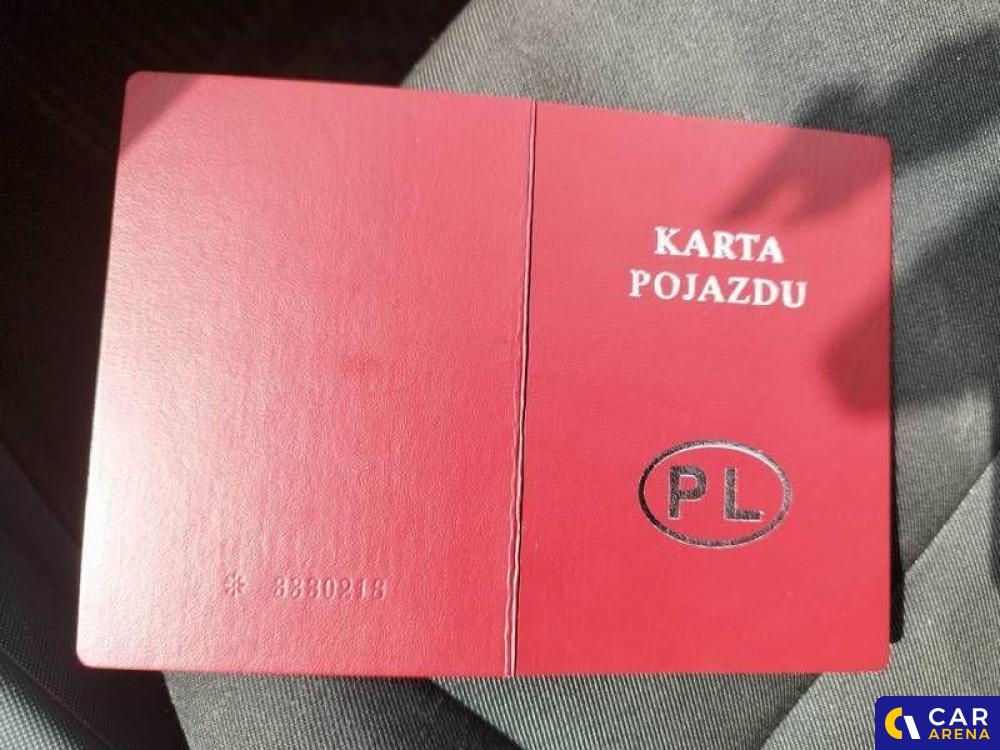 KARTA
POJAZDU
PL
* 3330218
CAR
ARENA